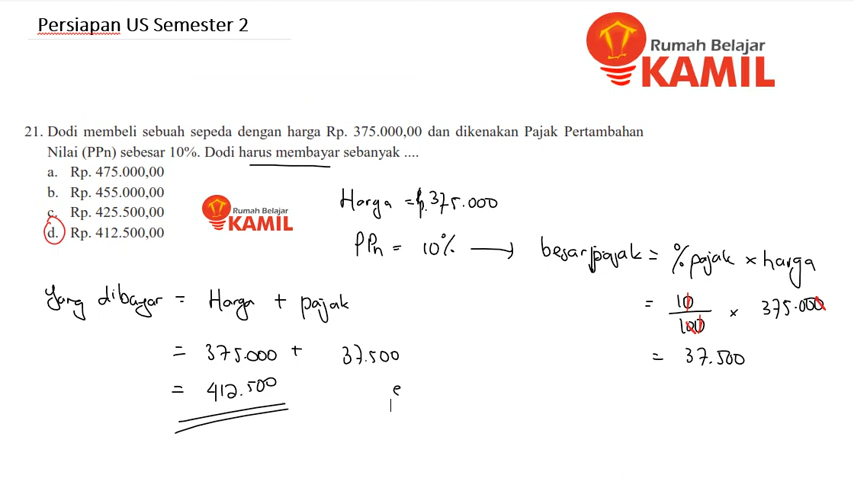 Persiapan US Semester 2
Rumah Belajar
KAMIL
21. Dodi membeli sebuah sepeda dengan harga Rp. 375.000,00 dan dikenakan Pajak Pertambahan
Nilai (PPn) sebesar 10%. Dodi harus membayar sebanyak ....
a. Rp. 475.000,00
b. Rp. 455.000,00
c. Rp. 425.500,00
d. Rp. 412.500,00
Rumah Belajar
KAMIL
Harga = Rp. 375.000
PPn = 10% → besar pajak = % pajak × harga
= 10/100 × 375.000
= 37.500
Yang dibayar = Harga + pajak
= 375.000 + 37.500
= 412.500